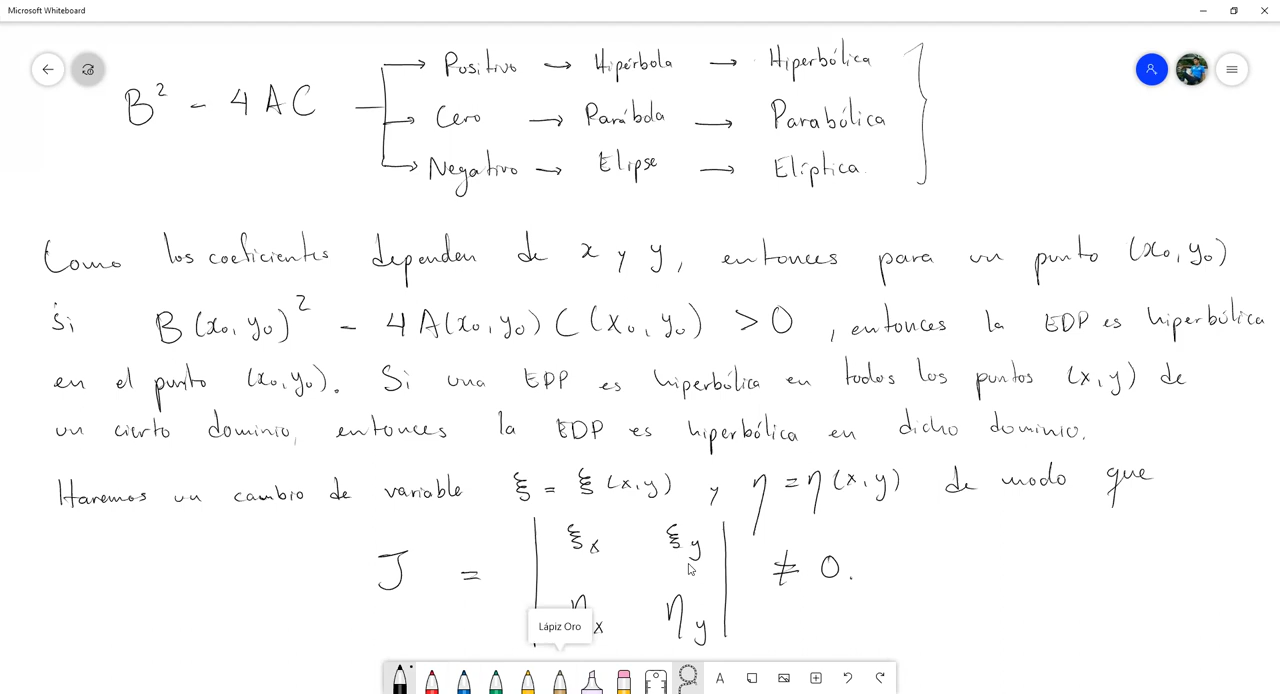 Microsoft Whiteboard
B² - 4AC
Positivo → Hipérbola → Hiperbólica
Cero → Parábola → Parabólica
Negativo → Elipse → Elíptica
Como los coeficientes dependen de x y y, entonces para un punto (x₀, y₀)
Si B(x₀, y₀)² - 4A(x₀, y₀)C(x₀, y₀) > 0, entonces la EDP es hiperbólica
en el punto (x₀, y₀). Si una EDP es hiperbólica en todos los puntos (x, y) de
un cierto dominio, entonces la EDP es hiperbólica en dicho dominio.
Haremos un cambio de variable ξ = ξ(x, y) y η = η(x, y) de modo que
J = | ξx ξy | ≠ 0.
| ηx ηy |
Lápiz Oro
A